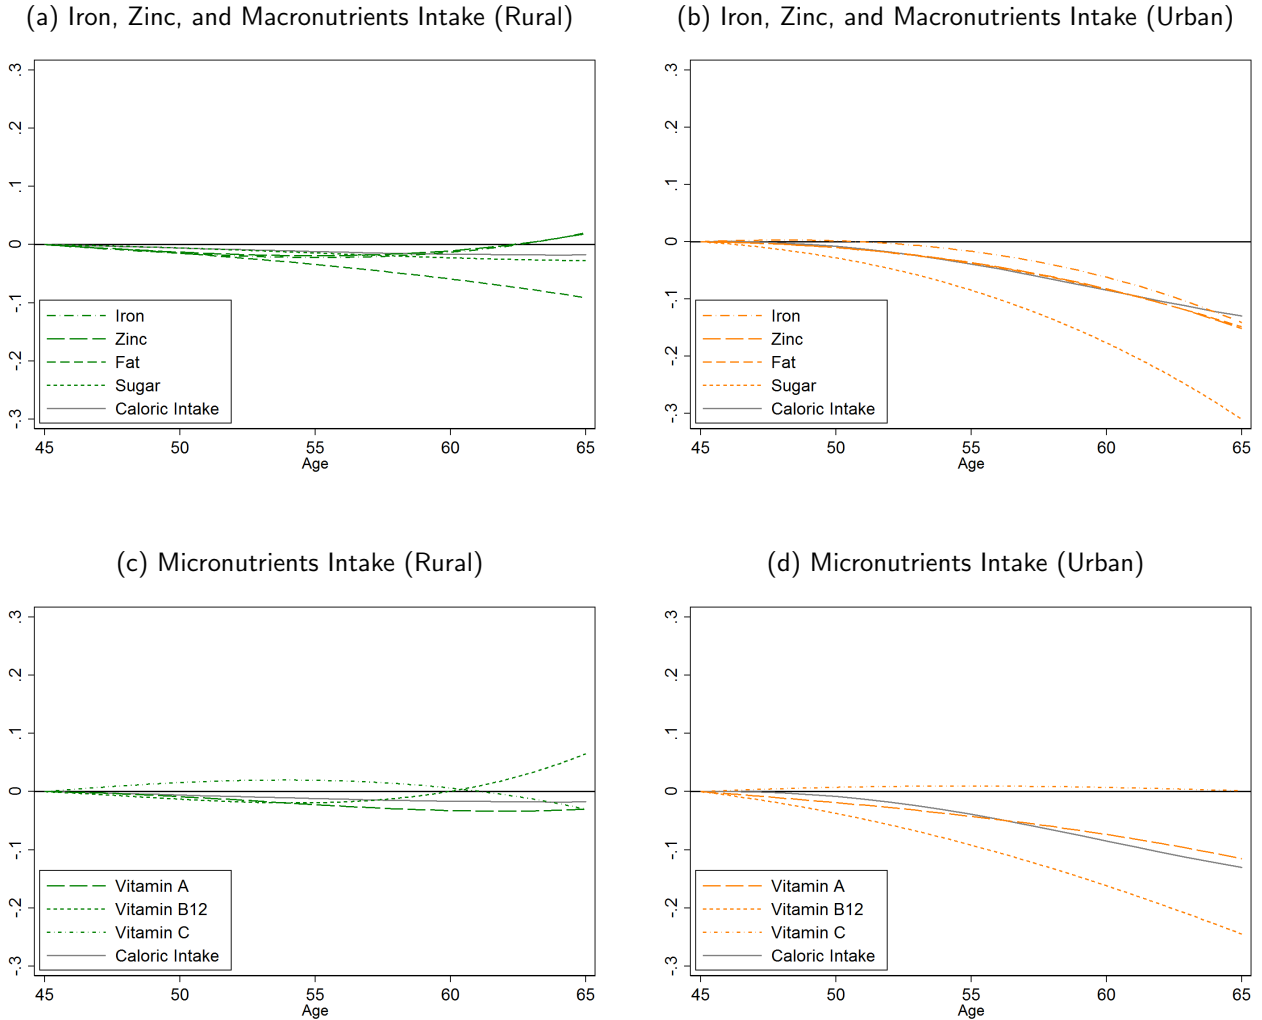 (a) Iron, Zinc, and Macronutrients Intake (Rural)
.3
.2
.1
0
-.1
-.2
-.3
Iron
Zinc
Fat
Sugar
Caloric Intake
45 50 55 60 65
Age
(b) Iron, Zinc, and Macronutrients Intake (Urban)
.3
.2
.1
0
-.1
-.2
-.3
Iron
Zinc
Fat
Sugar
Caloric Intake
45 50 55 60 65
Age
(c) Micronutrients Intake (Rural)
.3
.2
.1
0
-.1
-.2
-.3
Vitamin A
Vitamin B12
Vitamin C
Caloric Intake
45 50 55 60 65
Age
(d) Micronutrients Intake (Urban)
.3
.2
.1
0
-.1
-.2
-.3
Vitamin A
Vitamin B12
Vitamin C
Caloric Intake
45 50 55 60 65
Age